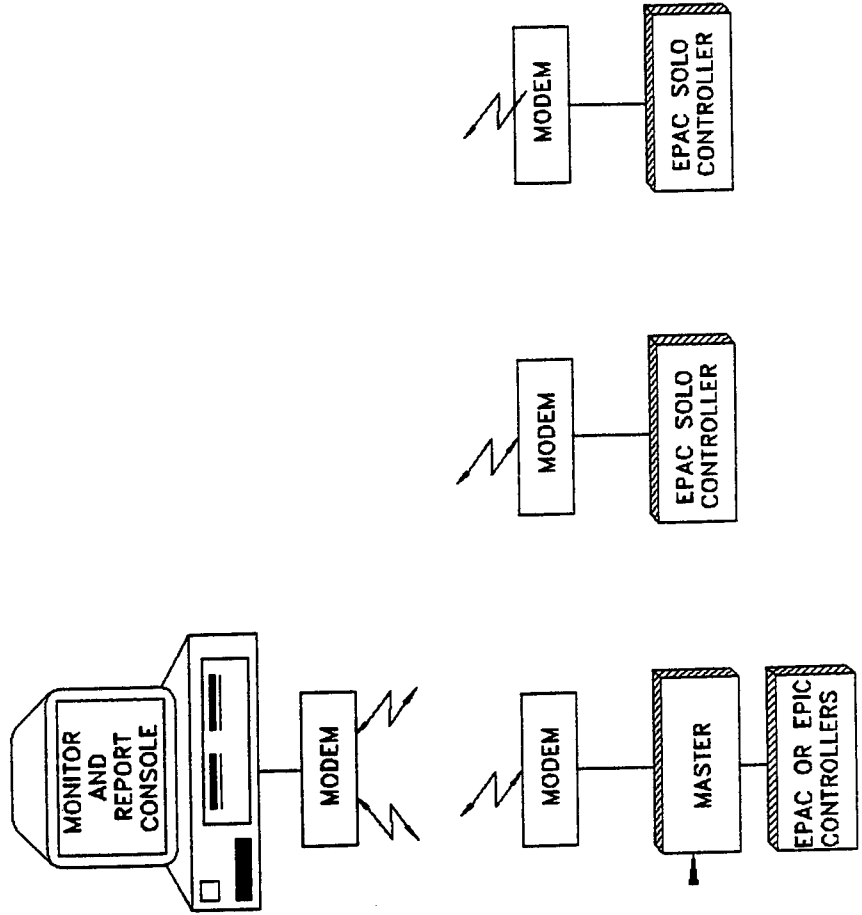 MONITOR
AND
REPORT
CONSOLE
MODEM
MODEM
MASTER
EPAC OR EPIC
CONTROLLERS
MODEM
EPAC SOLO
CONTROLLER
MODEM
EPAC SOLO
CONTROLLER